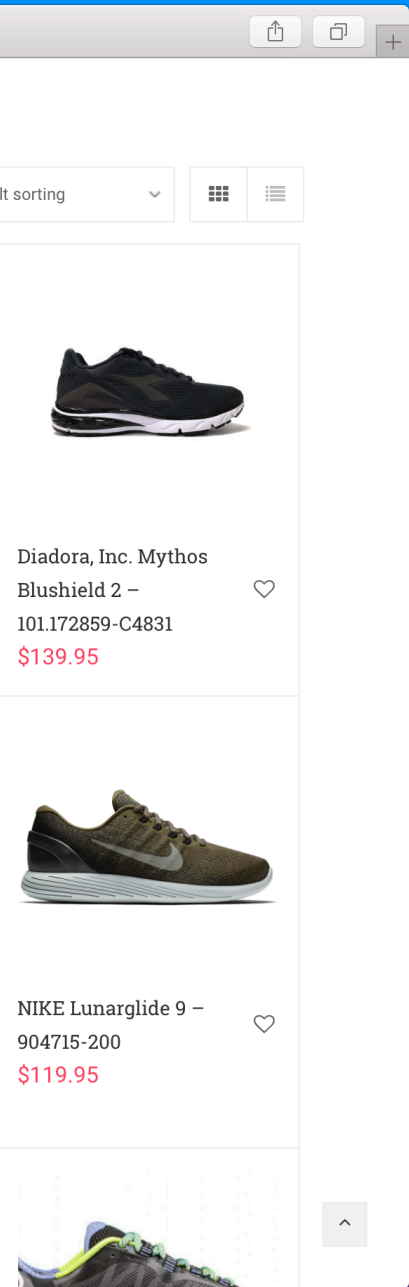 lt sorting
Diadora, Inc. Mythos
Blushield 2 –
101.172859-C4831
$139.95
NIKE Lunarglide 9 –
904715-200
$119.95